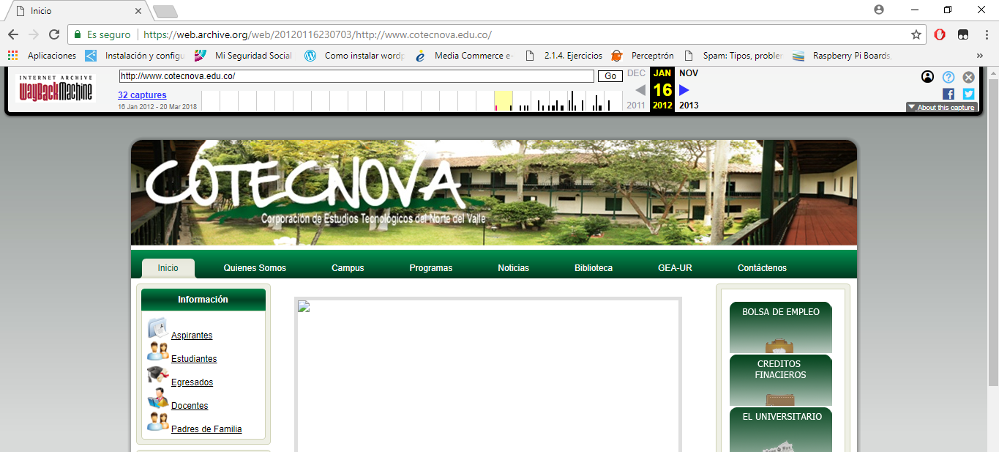 Inicio
Es seguro
https://web.archive.org/web/20120116230703/http://www.cotecnova.edu.co/
Aplicaciones
Instalación y configu
Mi Seguridad Social
Como instalar wordp
Media Commerce e-
2.1.4. Ejercicios
Perceptrón
Spam: Tipos, probler
Raspberry Pi Boards,
»
INTERNET ARCHIVE
WayBackMachine
http://www.cotecnova.edu.co/
Go
32 captures
16 Jan 2012 - 20 Mar 2018
DEC
JAN
NOV
16
2011
2012
2013
About this capture
COTECNOVA
Corporación de Estudios Tecnológicos del Norte del Valle
Inicio
Quienes Somos
Campus
Programas
Noticias
Biblioteca
GEA-UR
Contáctenos
Información
Aspirantes
Estudiantes
Egresados
Docentes
Padres de Familia
BOLSA DE EMPLEO
CREDITOS
FINACIEROS
EL UNIVERSITARIO